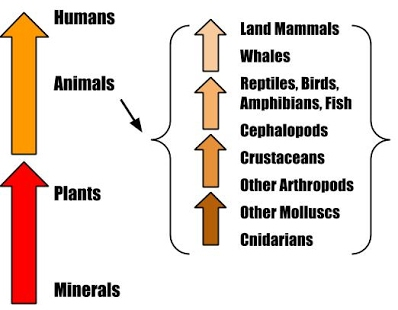 Humans
Animals
Plants
Minerals
Land Mammals
Whales
Reptiles, Birds,
Amphibians, Fish
Cephalopods
Crustaceans
Other Arthropods
Other Molluscs
Cnidarians